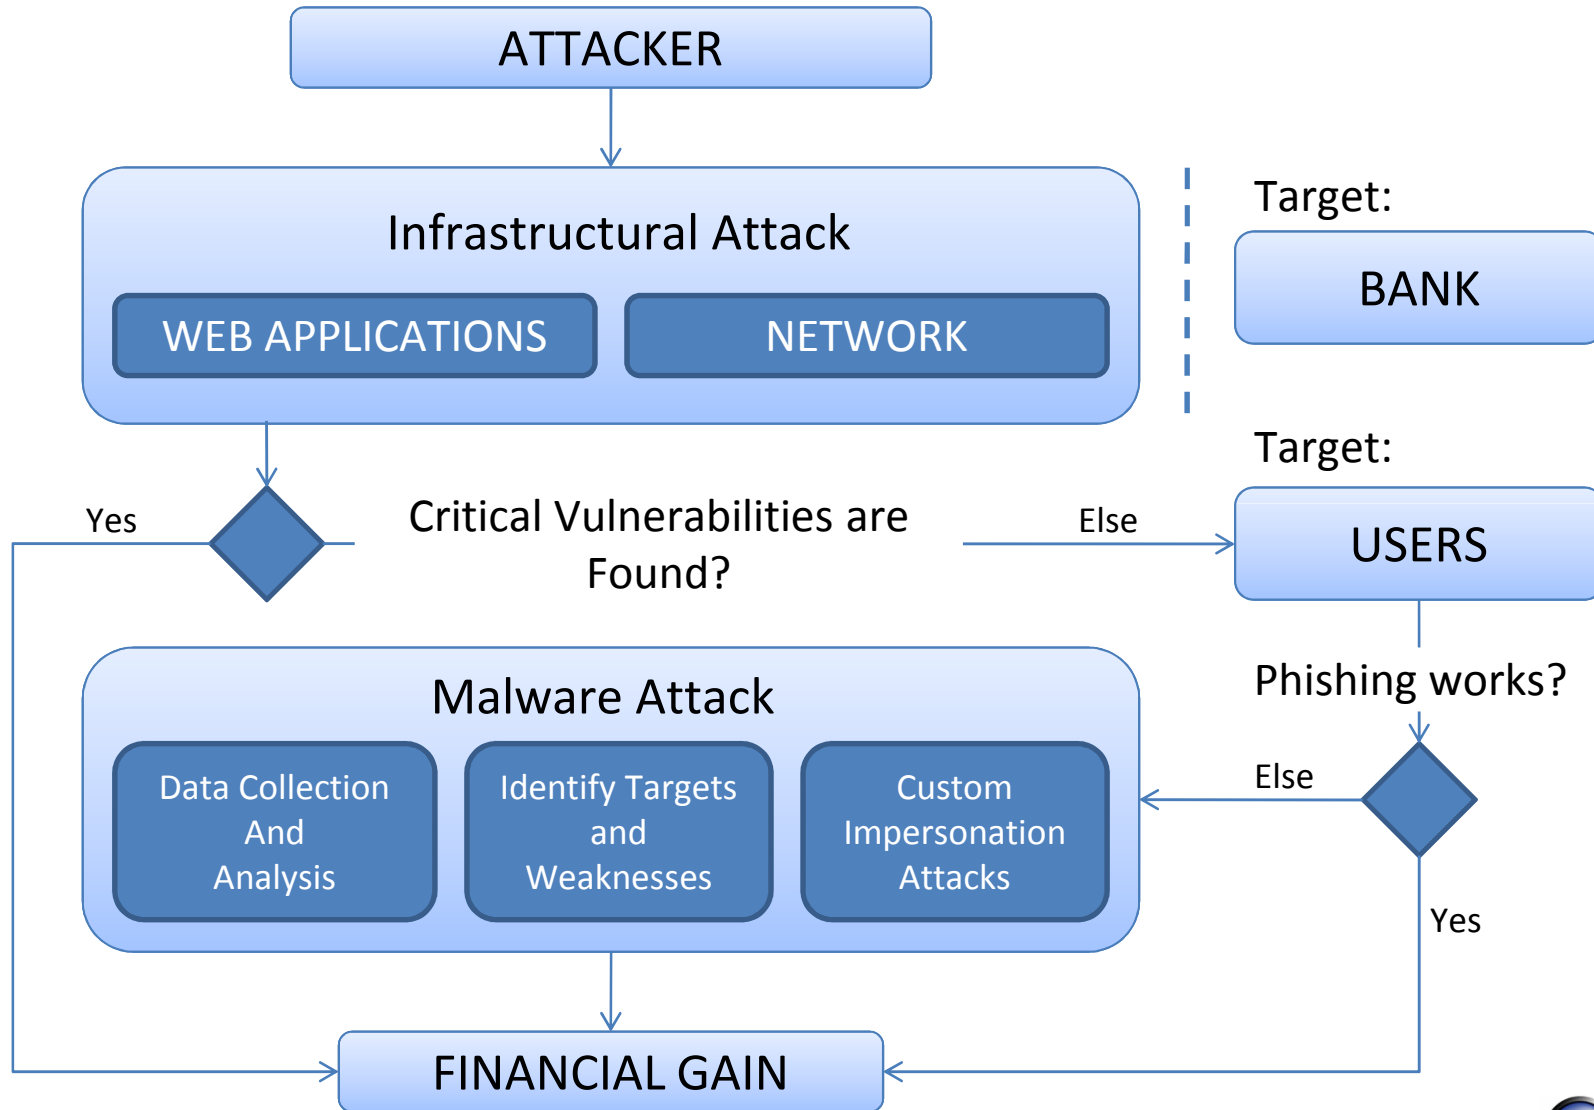 ATTACKER
Infrastructural Attack
WEB APPLICATIONS
NETWORK
Target:
BANK
Target:
USERS
Yes
Critical Vulnerabilities are
Found?
Else
Phishing works?
Malware Attack
Data Collection
And
Analysis
Identify Targets
and
Weaknesses
Custom
Impersonation
Attacks
Else
Yes
FINANCIAL GAIN